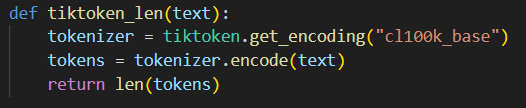 def tiktoken_len(text):
    tokenizer = tiktoken.get_encoding("cl100k_base")
    tokens = tokenizer.encode(text)
    return len(tokens)